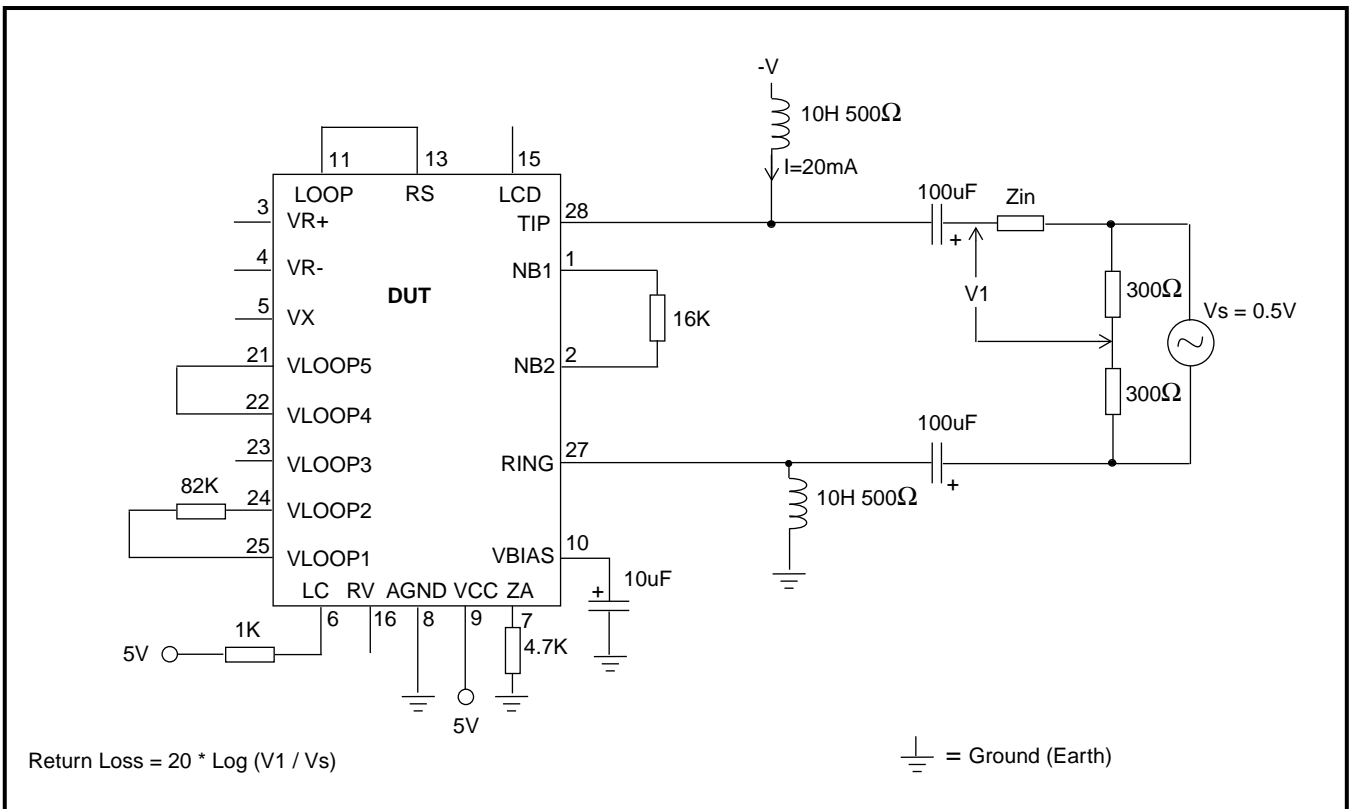 -V
10H 500Ω
I=20mA
11 13 15
LOOP RS LCD
3 VR+
TIP 28
100uF
+
Zin
4 VR-
NB1 1
DUT
V1
300Ω
Vs = 0.5V
5 VX
16K
21 VLOOP5
NB2 2
300Ω
22 VLOOP4
100uF
+
23 VLOOP3
RING 27
82K
24 VLOOP2
10H 500Ω
25 VLOOP1
VBIAS 10
10uF
+
LC RV AGND VCC ZA
6 16 8 9 7
1K
4.7K
5V
5V
Return Loss = 20 * Log (V1 / Vs)
= Ground (Earth)